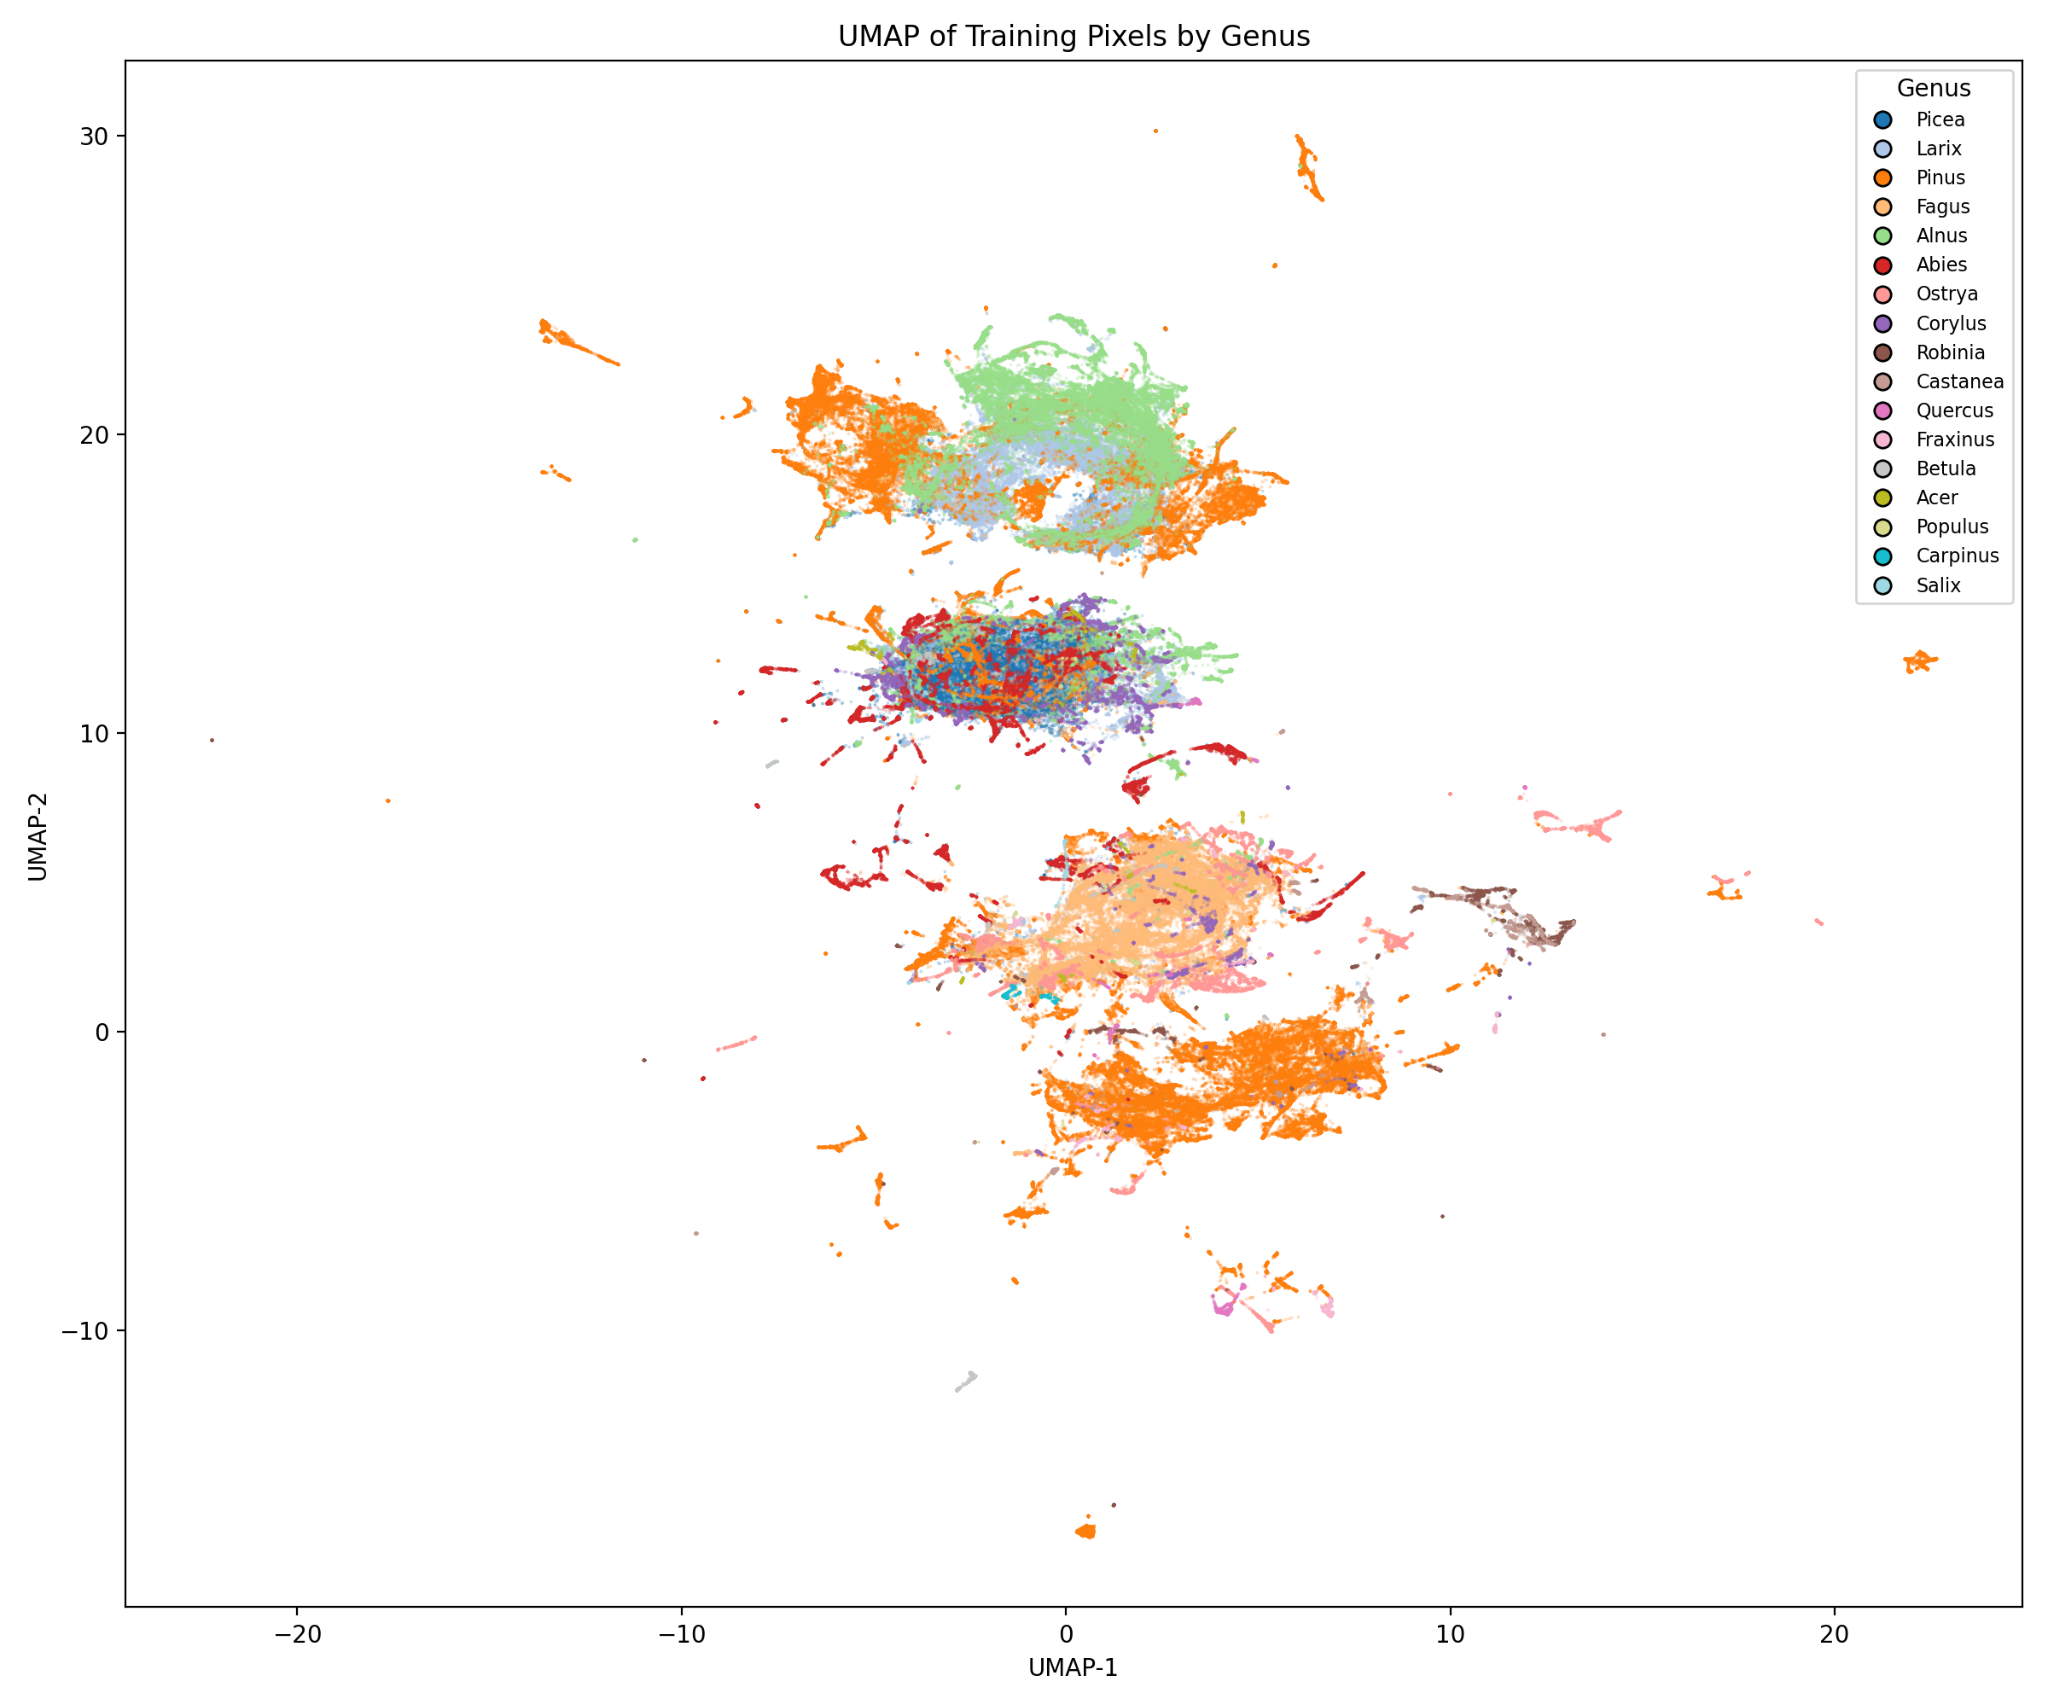 UMAP of Training Pixels by Genus
Genus
Picea
Larix
Pinus
Fagus
Alnus
Abies
Ostrya
Corylus
Robinia
Castanea
Quercus
Fraxinus
Betula
Acer
Populus
Carpinus
Salix
30
20
10
0
−10
UMAP-2
−20
−10
0
10
20
UMAP-1